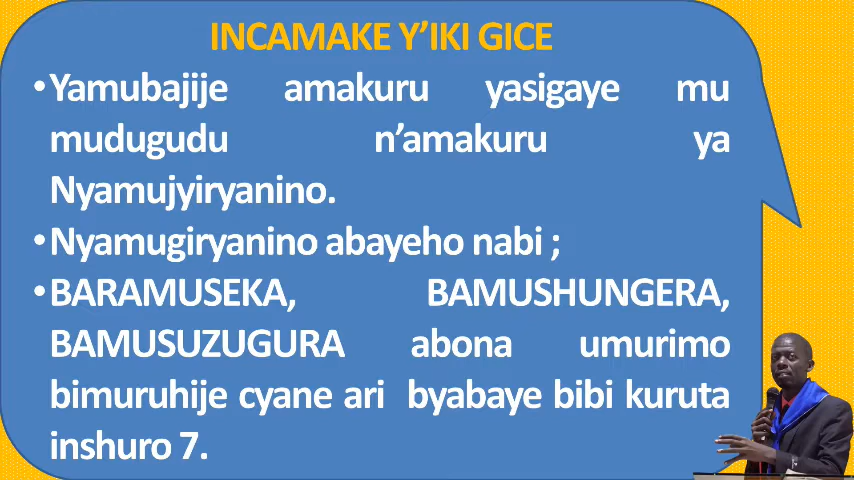 INCAMAKE Y’IKI GICE
•Yamubajije amakuru yasigaye mu
mudugudu n’amakuru ya
Nyamujyiryanino.
•Nyamugiryanino abayeho nabi ;
•BARAMUSEKA, BAMUSHUNGERA,
BAMUSUZUGURA abona umurimo
bimuruhije cyane ari byabaye bibi kuruta
inshuro 7.